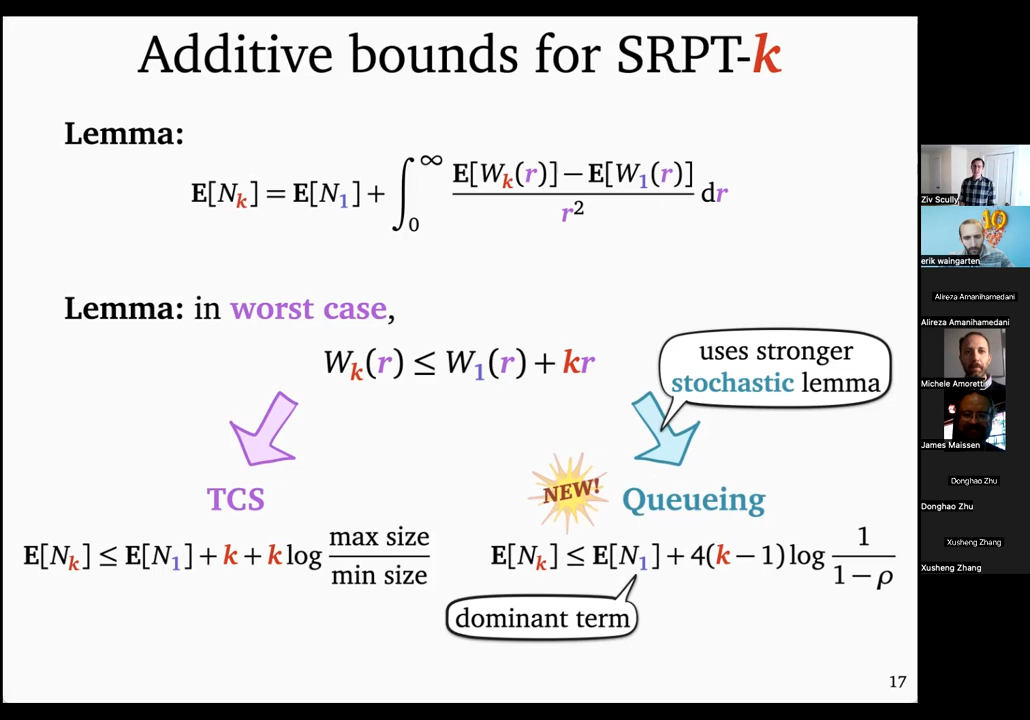 Additive bounds for SRPT-k
Lemma:
E[N_k] = E[N_1] + ∫_0^∞ (E[W_k(r)] − E[W_1(r)]) / r² dr
Lemma: in worst case,
W_k(r) ≤ W_1(r) + kr
uses stronger
stochastic lemma
TCS
NEW!
Queueing
E[N_k] ≤ E[N_1] + k + k log (max size / min size)
E[N_k] ≤ E[N_1] + 4(k − 1) log 1 / (1 − ρ)
dominant term
17
Ziv Scully
10
erik waingarten
Alireza Amanihamedani
Alireza Amanihamedani
Michele Amoretti
James Maissen
Donghao Zhu
Donghao Zhu
Xusheng Zhang
Xusheng Zhang